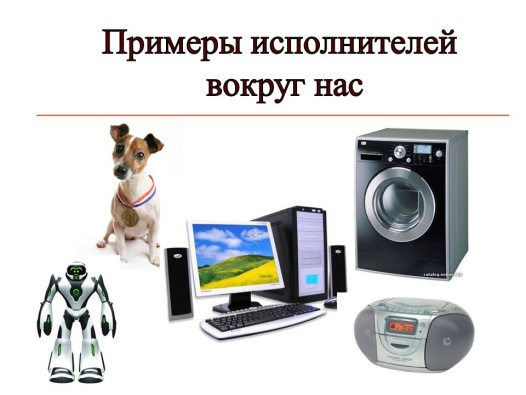 Примеры исполнителей
вокруг нас